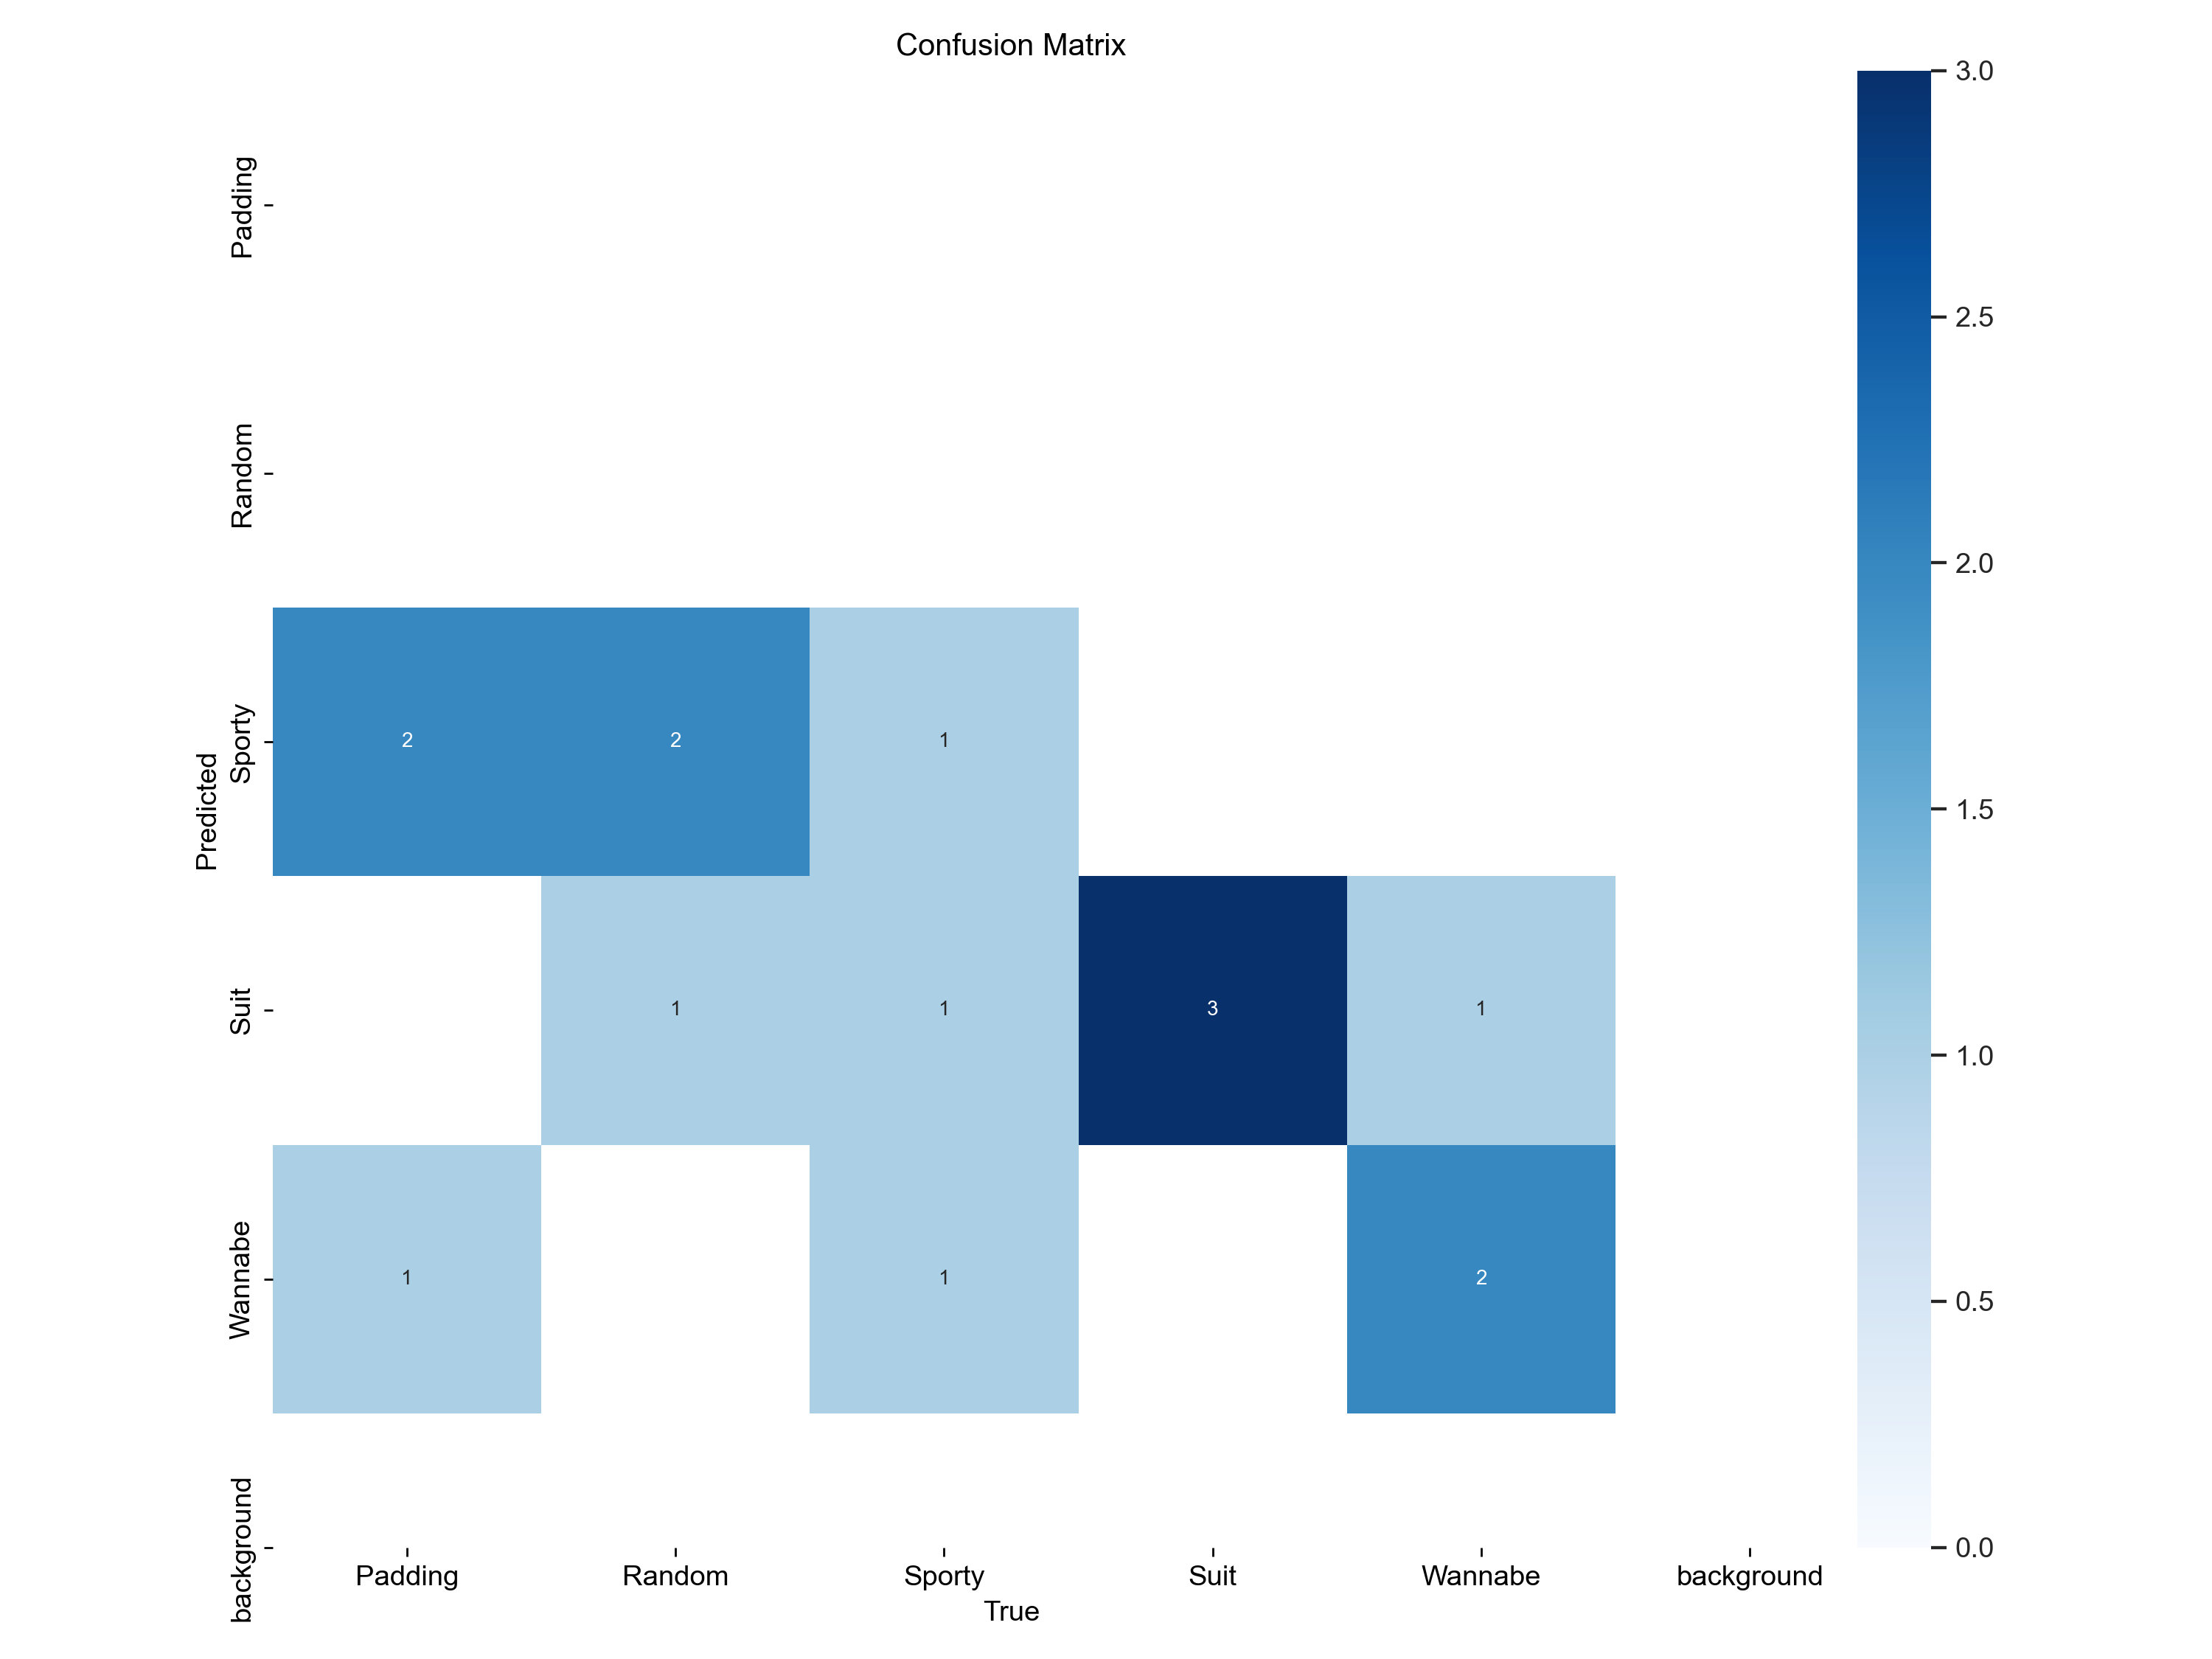 Confusion Matrix
Padding
Random
Sporty
Suit
Wannabe
background
Predicted
2 2 1
1 1 3 1
1 1 2
Padding Random Sporty Suit Wannabe background
True
3.0
2.5
2.0
1.5
1.0
0.5
0.0